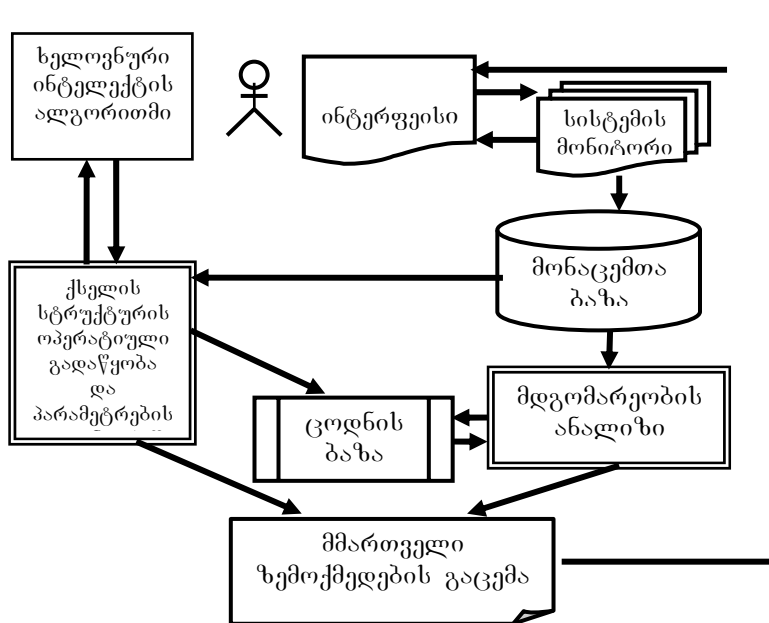 ხელოვნური
ინტელექტის
ალგორითმი
ინტერფეისი
სისტემის
მონიტორი
მონაცემთა
ბაზა
ქსელის
სტრუქტურის
ოპერატიული
გადაწყობა
და
პარამეტრების
ცოდნის
ბაზა
მდგომარეობის
ანალიზი
მმართველი
ზემოქმედების გაცემა